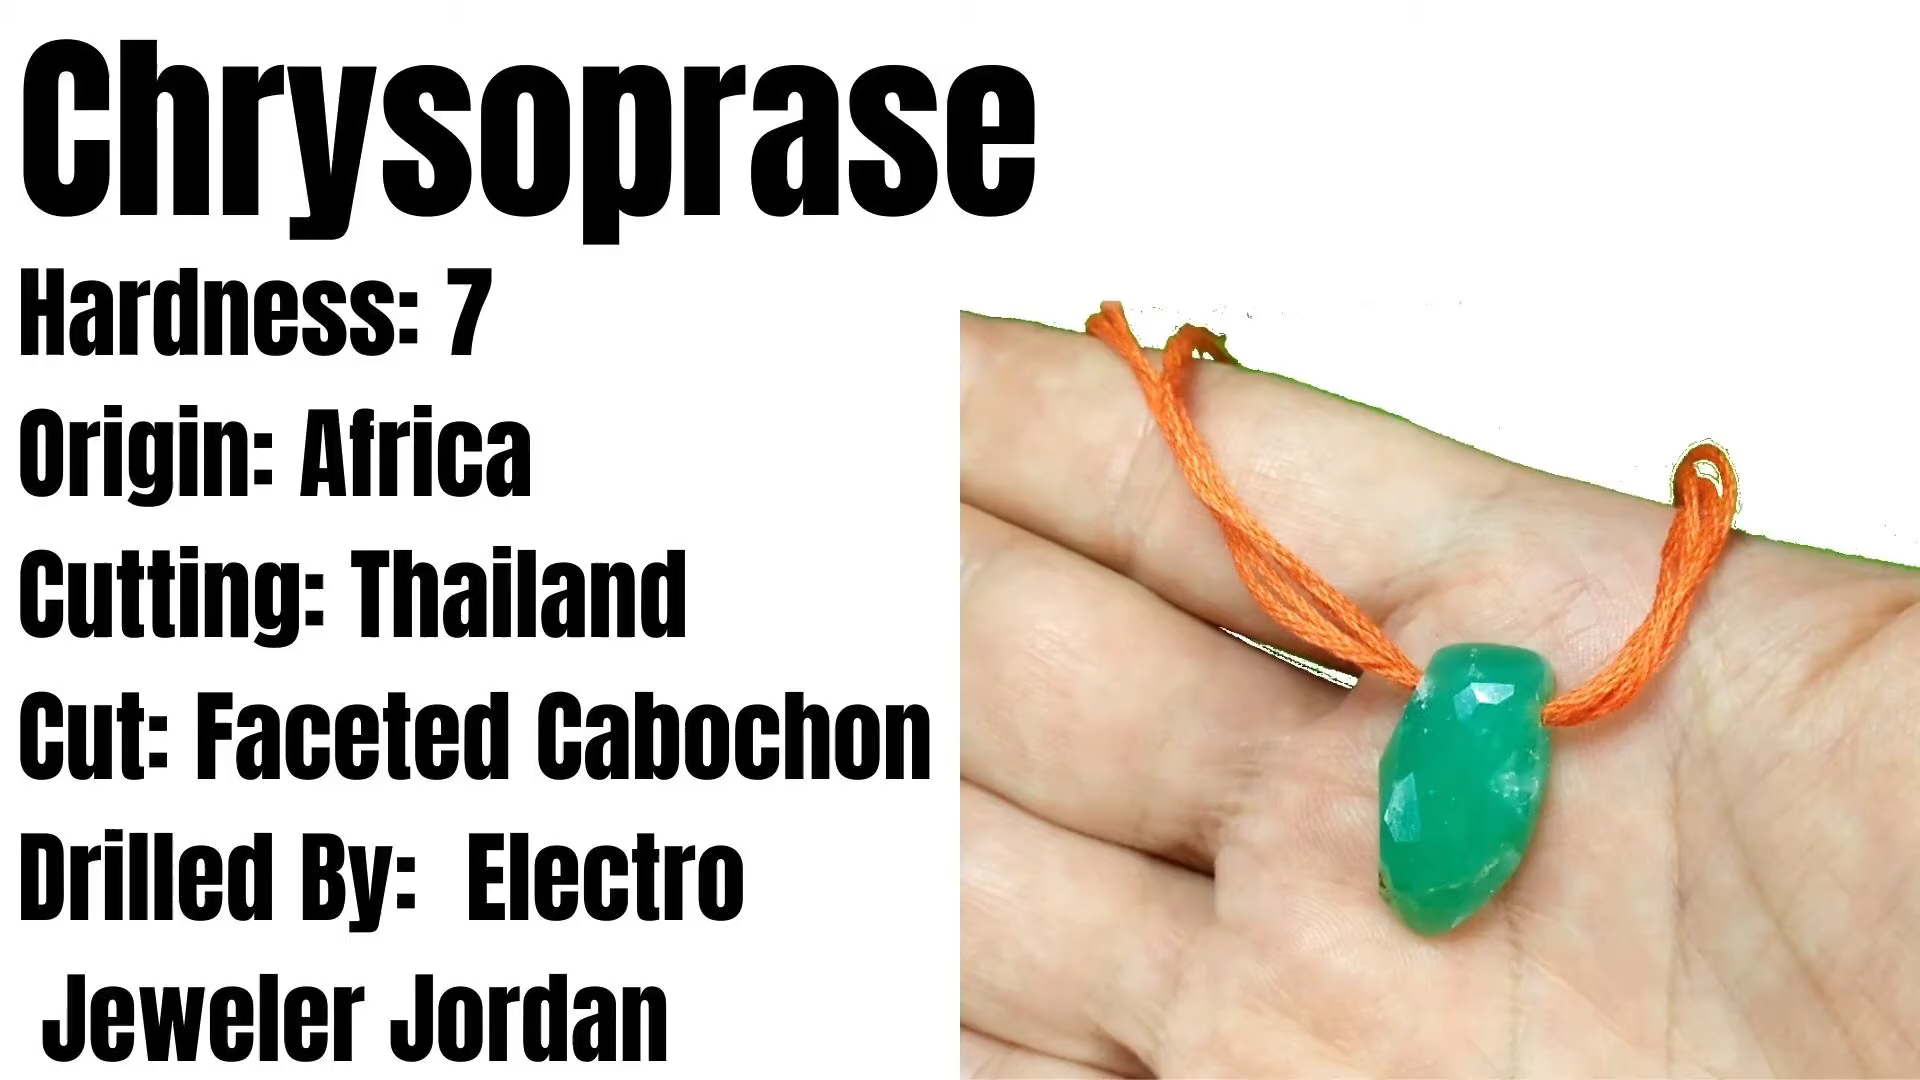 Chrysoprase
Hardness: 7
Origin: Africa
Cutting: Thailand
Cut: Faceted Cabochon
Drilled By: Electro
Jeweler Jordan